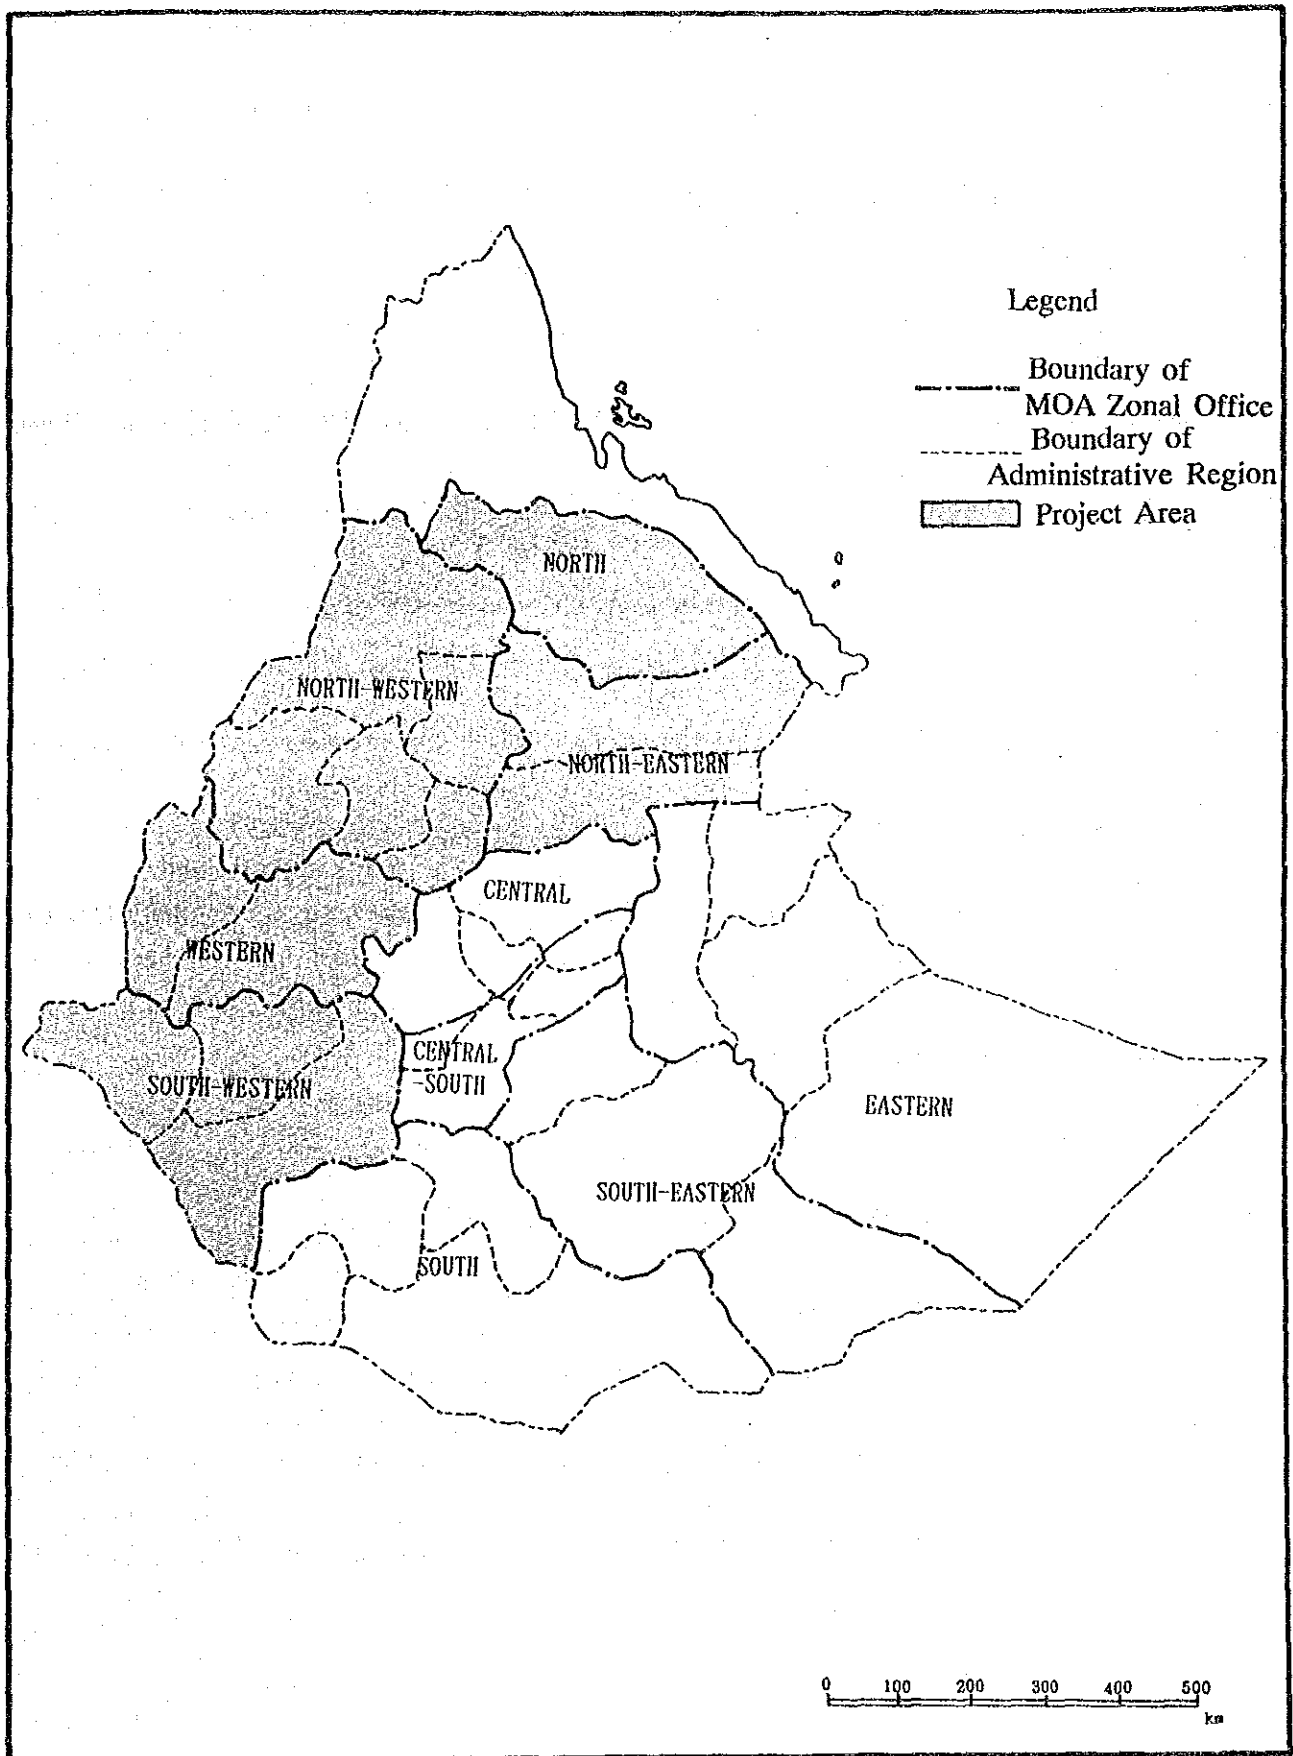 Legend
Boundary of
MOA Zonal Office
Boundary of
Administrative Region
Project Area
NORTH
NORTH-WESTERN
NORTH-EASTERN
CENTRAL
WESTERN
CENTRAL
-SOUTH
SOUTH-WESTERN
EASTERN
SOUTH-EASTERN
SOUTH
0 100 200 300 400 500
km